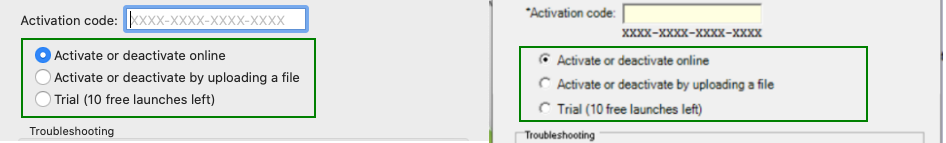 Activation code: XXXX-XXXX-XXXX-XXXX
Activate or deactivate online
Activate or deactivate by uploading a file
Trial (10 free launches left)
Troubleshooting
*Activation code:
XXXX-XXXX-XXXX-XXXX
Activate or deactivate online
Activate or deactivate by uploading a file
Trial (10 free launches left)
Troubleshooting